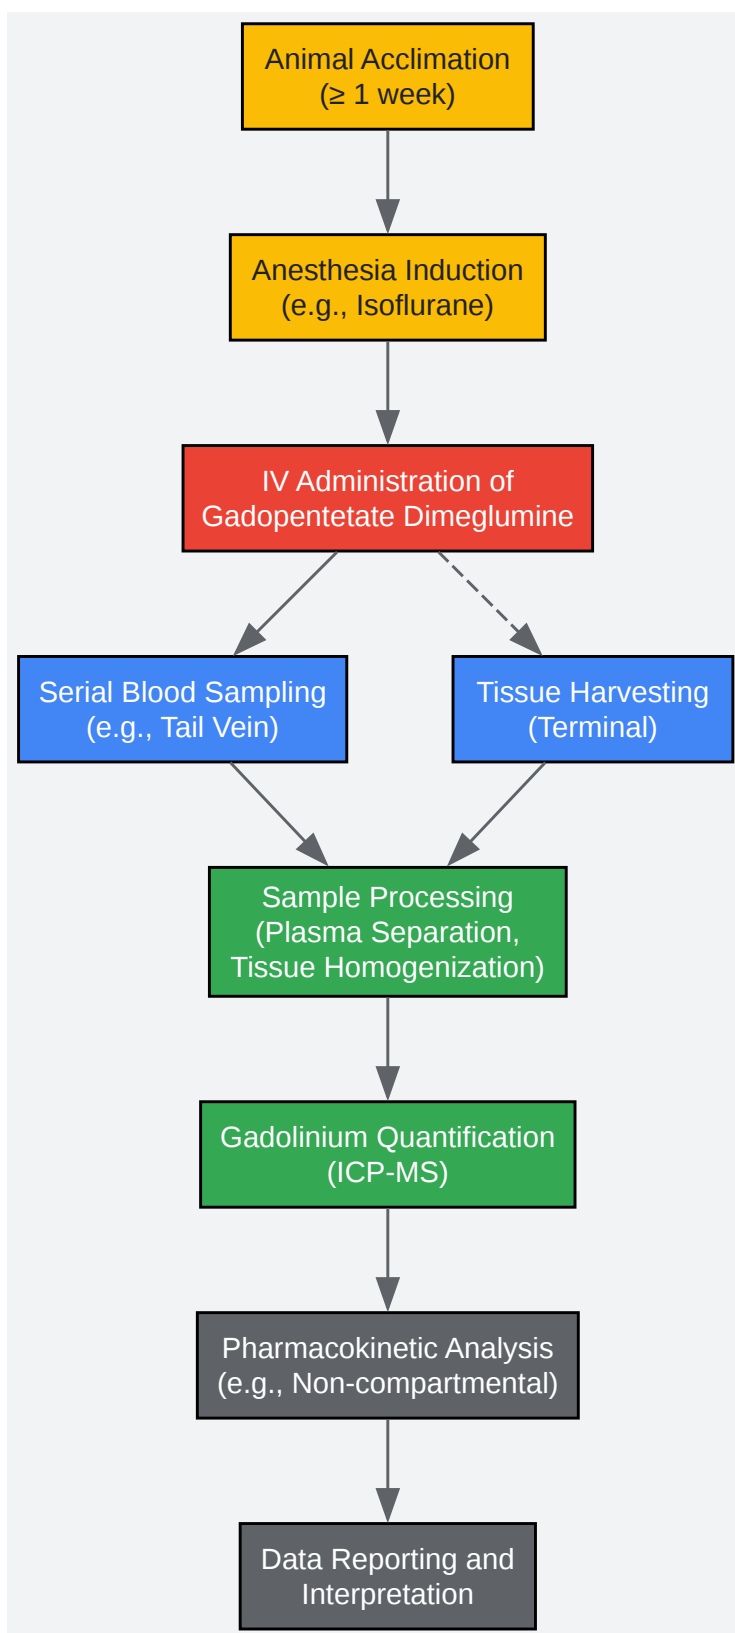 Animal Acclimation
(≥ 1 week)
Anesthesia Induction
(e.g., Isoflurane)
IV Administration of
Gadopentetate Dimeglumine
Serial Blood Sampling
(e.g., Tail Vein)
Tissue Harvesting
(Terminal)
Sample Processing
(Plasma Separation,
Tissue Homogenization)
Gadolinium Quantification
(ICP-MS)
Pharmacokinetic Analysis
(e.g., Non-compartmental)
Data Reporting and
Interpretation